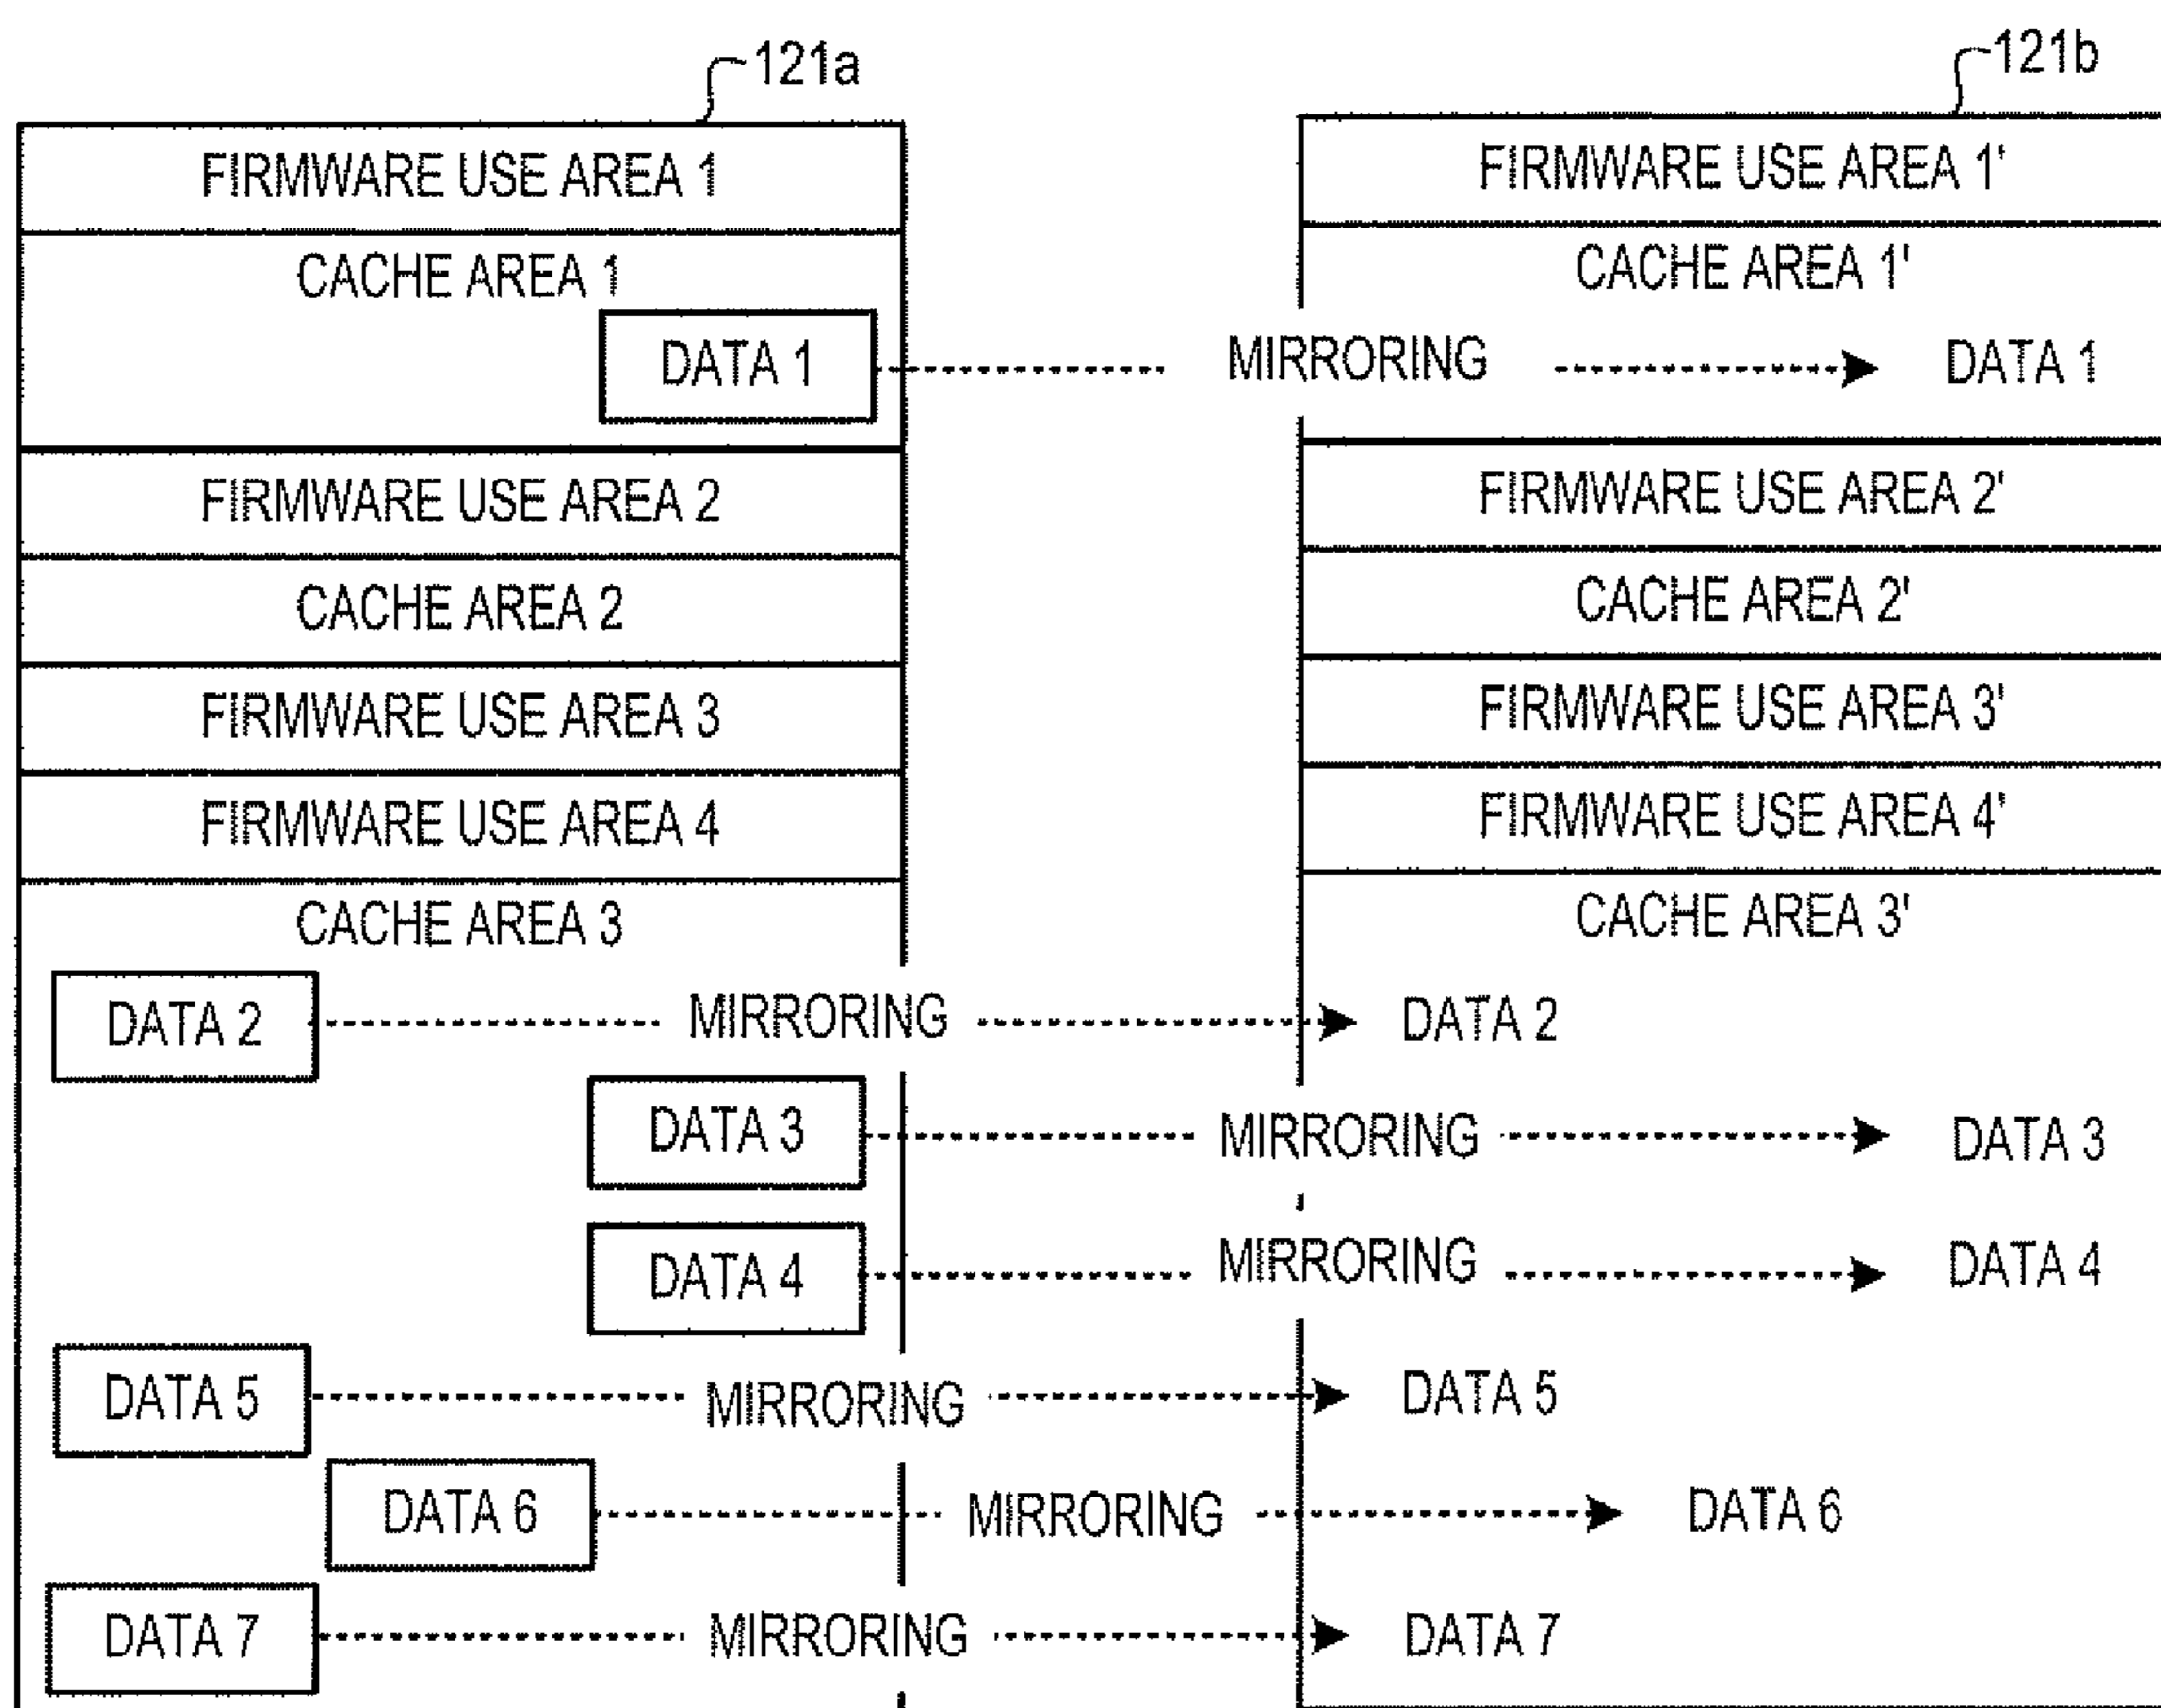 121a 121b
FIRMWARE USE AREA 1 FIRMWARE USE AREA 1'
CACHE AREA 1 CACHE AREA 1'
DATA 1 MIRRORING DATA 1
FIRMWARE USE AREA 2 FIRMWARE USE AREA 2'
CACHE AREA 2 CACHE AREA 2'
FIRMWARE USE AREA 3 FIRMWARE USE AREA 3'
FIRMWARE USE AREA 4 FIRMWARE USE AREA 4'
CACHE AREA 3 CACHE AREA 3'
DATA 2 MIRRORING DATA 2
DATA 3 MIRRORING DATA 3
DATA 4 MIRRORING DATA 4
DATA 5 MIRRORING DATA 5
DATA 6 MIRRORING DATA 6
DATA 7 MIRRORING DATA 7